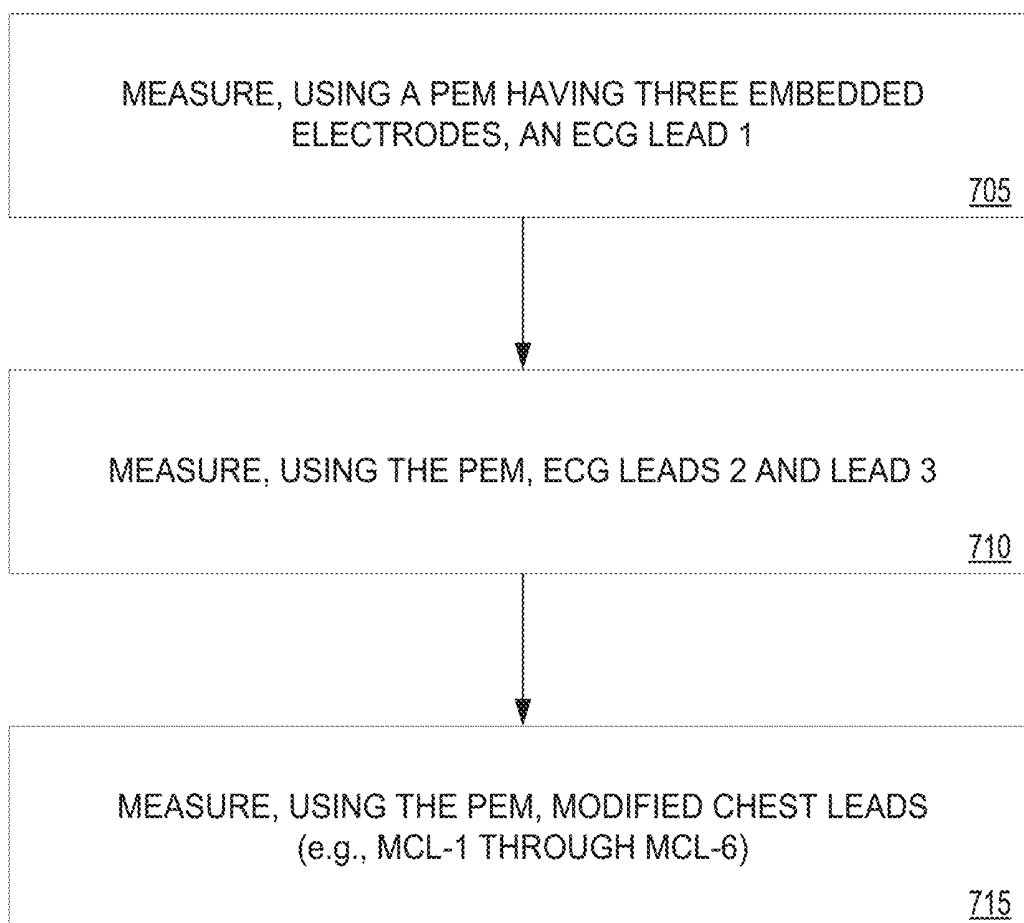 MEASURE, USING A PEM HAVING THREE EMBEDDED
ELECTRODES, AN ECG LEAD 1
705
MEASURE, USING THE PEM, ECG LEADS 2 AND LEAD 3
710
MEASURE, USING THE PEM, MODIFIED CHEST LEADS
(e.g., MCL-1 THROUGH MCL-6)
715